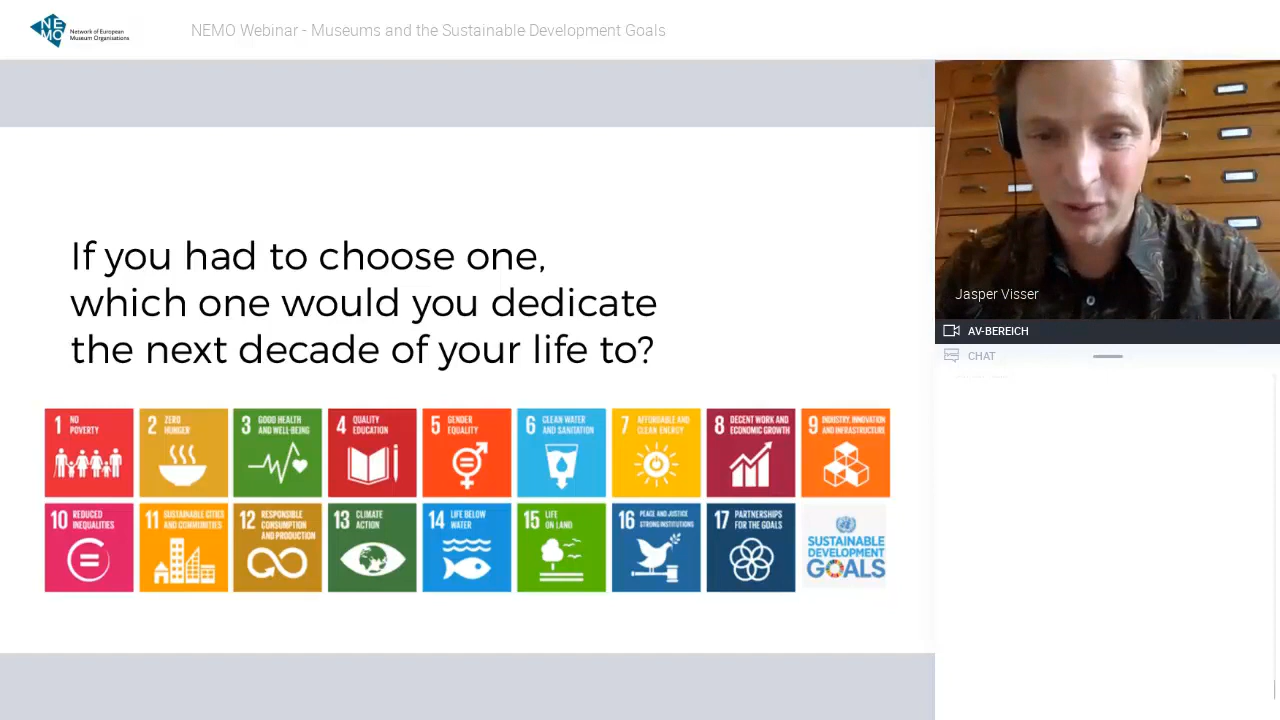 NE
MO
Network of European
Museum Organisations
NEMO Webinar - Museums and the Sustainable Development Goals
If you had to choose one,
which one would you dedicate
the next decade of your life to?
1 NO
POVERTY
2 ZERO
HUNGER
3 GOOD HEALTH
AND WELL-BEING
4 QUALITY
EDUCATION
5 GENDER
EQUALITY
6 CLEAN WATER
AND SANITATION
7 AFFORDABLE AND
CLEAN ENERGY
8 DECENT WORK AND
ECONOMIC GROWTH
9 INDUSTRY, INNOVATION
AND INFRASTRUCTURE
10 REDUCED
INEQUALITIES
11 SUSTAINABLE CITIES
AND COMMUNITIES
12 RESPONSIBLE
CONSUMPTION
AND PRODUCTION
13 CLIMATE
ACTION
14 LIFE BELOW
WATER
15 LIFE
ON LAND
16 PEACE AND JUSTICE
STRONG INSTITUTIONS
17 PARTNERSHIPS
FOR THE GOALS
SUSTAINABLE
DEVELOPMENT
GOALS
Jasper Visser
AV-BEREICH
CHAT